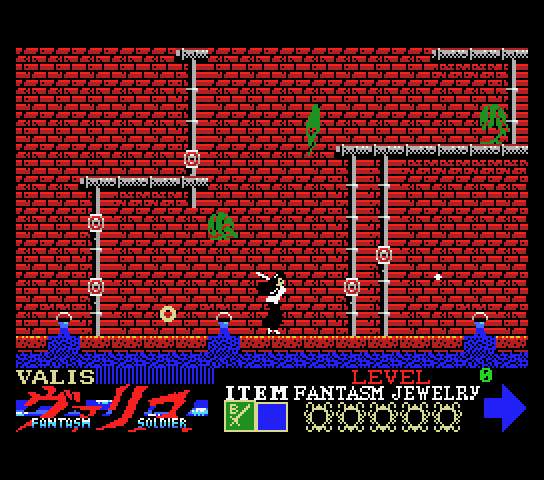 VALIS
LEVEL 0
ITEM FANTASM JEWELRY
B
ヴァリス
FANTASM SOLDIER